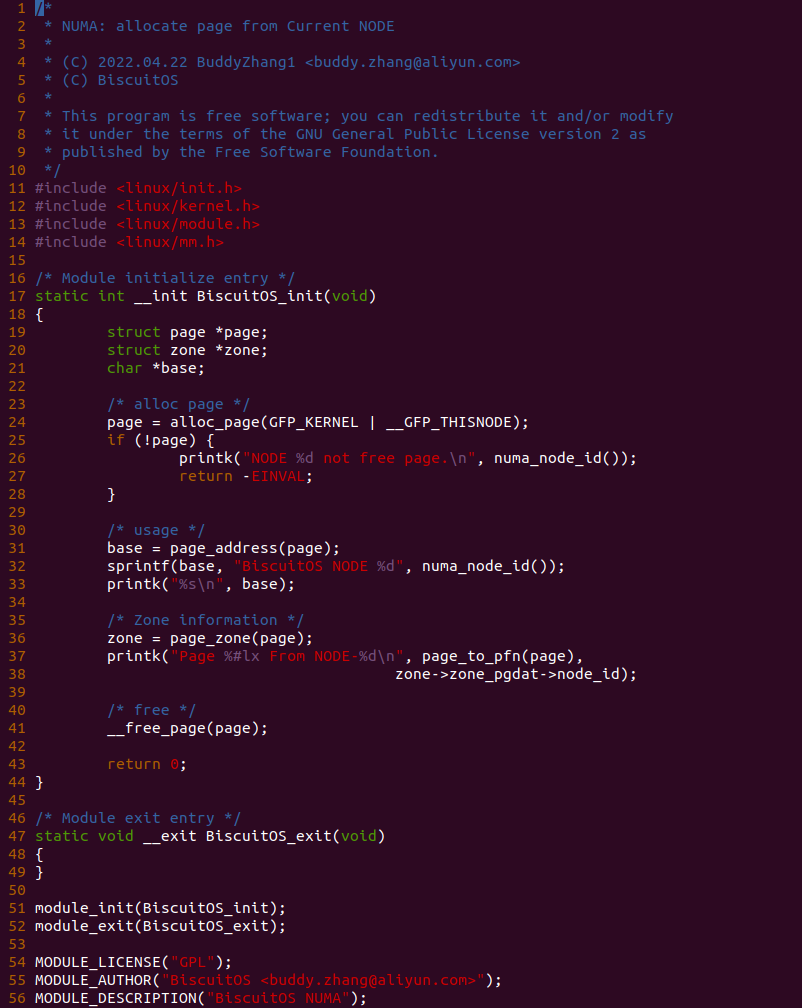 1 /*
2  * NUMA: allocate page from Current NODE
3  *
4  * (C) 2022.04.22 BuddyZhang1 <buddy.zhang@aliyun.com>
5  * (C) BiscuitOS
6  *
7  * This program is free software; you can redistribute it and/or modify
8  * it under the terms of the GNU General Public License version 2 as
9  * published by the Free Software Foundation.
10  */
11 #include <linux/init.h>
12 #include <linux/kernel.h>
13 #include <linux/module.h>
14 #include <linux/mm.h>
15
16 /* Module initialize entry */
17 static int __init BiscuitOS_init(void)
18 {
19         struct page *page;
20         struct zone *zone;
21         char *base;
22
23         /* alloc page */
24         page = alloc_page(GFP_KERNEL | __GFP_THISNODE);
25         if (!page) {
26                 printk("NODE %d not free page.\n", numa_node_id());
27                 return -EINVAL;
28         }
29
30         /* usage */
31         base = page_address(page);
32         sprintf(base, "BiscuitOS NODE %d", numa_node_id());
33         printk("%s\n", base);
34
35         /* Zone information */
36         zone = page_zone(page);
37         printk("Page %#lx From NODE-%d\n", page_to_pfn(page),
38                                         zone->zone_pgdat->node_id);
39
40         /* free */
41         __free_page(page);
42
43         return 0;
44 }
45
46 /* Module exit entry */
47 static void __exit BiscuitOS_exit(void)
48 {
49 }
50
51 module_init(BiscuitOS_init);
52 module_exit(BiscuitOS_exit);
53
54 MODULE_LICENSE("GPL");
55 MODULE_AUTHOR("BiscuitOS <buddy.zhang@aliyun.com>");
56 MODULE_DESCRIPTION("BiscuitOS NUMA");